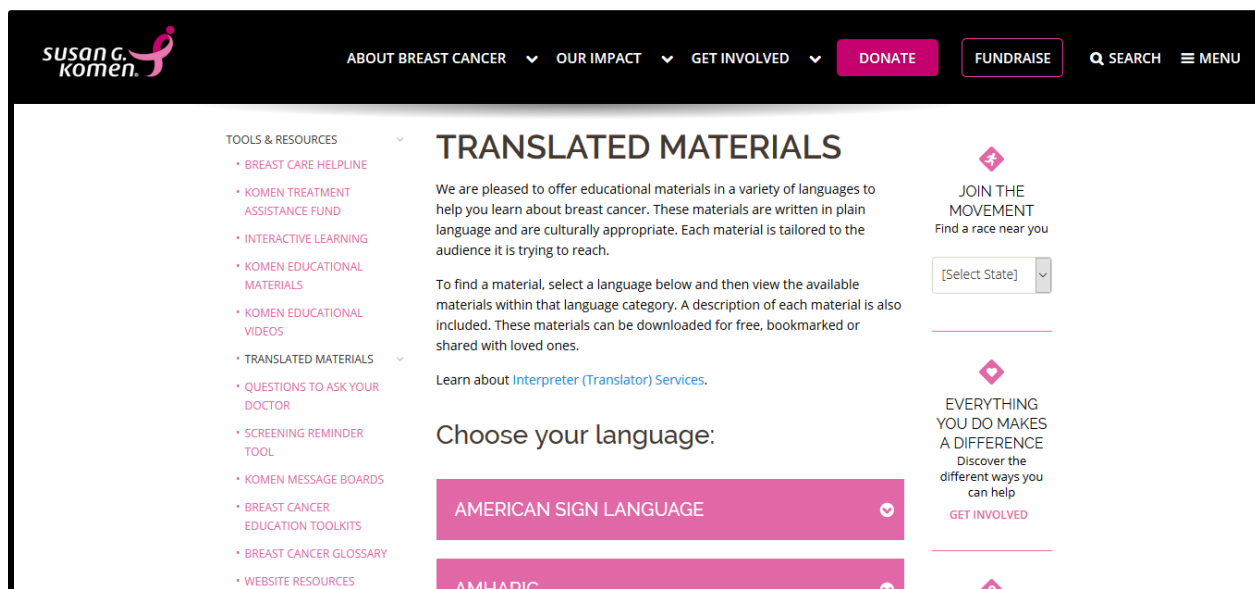 susan g.
komen.
ABOUT BREAST CANCER OUR IMPACT GET INVOLVED DONATE FUNDRAISE SEARCH MENU
TOOLS & RESOURCES
• BREAST CARE HELPLINE
• KOMEN TREATMENT
ASSISTANCE FUND
• INTERACTIVE LEARNING
• KOMEN EDUCATIONAL
MATERIALS
• KOMEN EDUCATIONAL
VIDEOS
• TRANSLATED MATERIALS
• QUESTIONS TO ASK YOUR
DOCTOR
• SCREENING REMINDER
TOOL
• KOMEN MESSAGE BOARDS
• BREAST CANCER
EDUCATION TOOLKITS
• BREAST CANCER GLOSSARY
• WEBSITE RESOURCES
TRANSLATED MATERIALS
We are pleased to offer educational materials in a variety of languages to
help you learn about breast cancer. These materials are written in plain
language and are culturally appropriate. Each material is tailored to the
audience it is trying to reach.
To find a material, select a language below and then view the available
materials within that language category. A description of each material is also
included. These materials can be downloaded for free, bookmarked or
shared with loved ones.
Learn about Interpreter (Translator) Services.
Choose your language:
AMERICAN SIGN LANGUAGE
AMHARIC
JOIN THE
MOVEMENT
Find a race near you
[Select State]
EVERYTHING
YOU DO MAKES
A DIFFERENCE
Discover the
different ways you
can help
GET INVOLVED